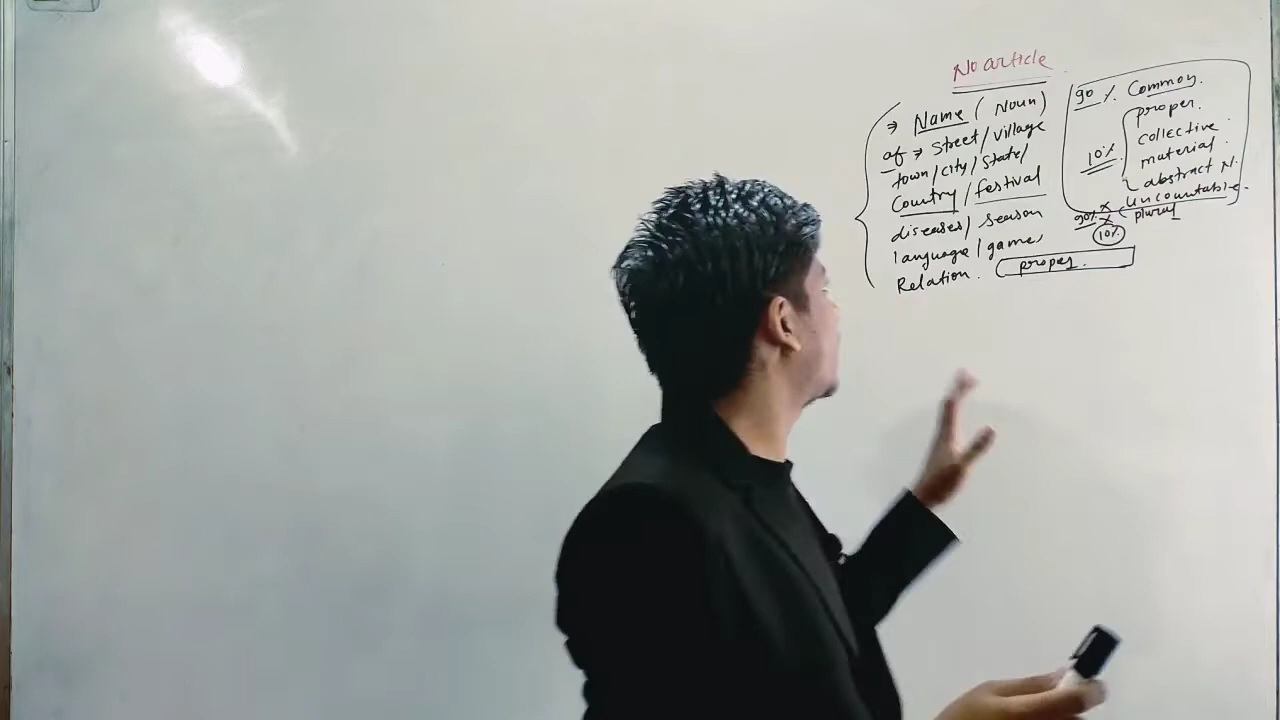 No article
⇒ Name (Noun)
of ⇒ Street/village
town/city/state/
Country/festival
diseases/season
language/games
Relation.
proper.
90 %. Common.
proper.
collective.
10% material.
abstract N.
90% x uncountable.
x plural
10%